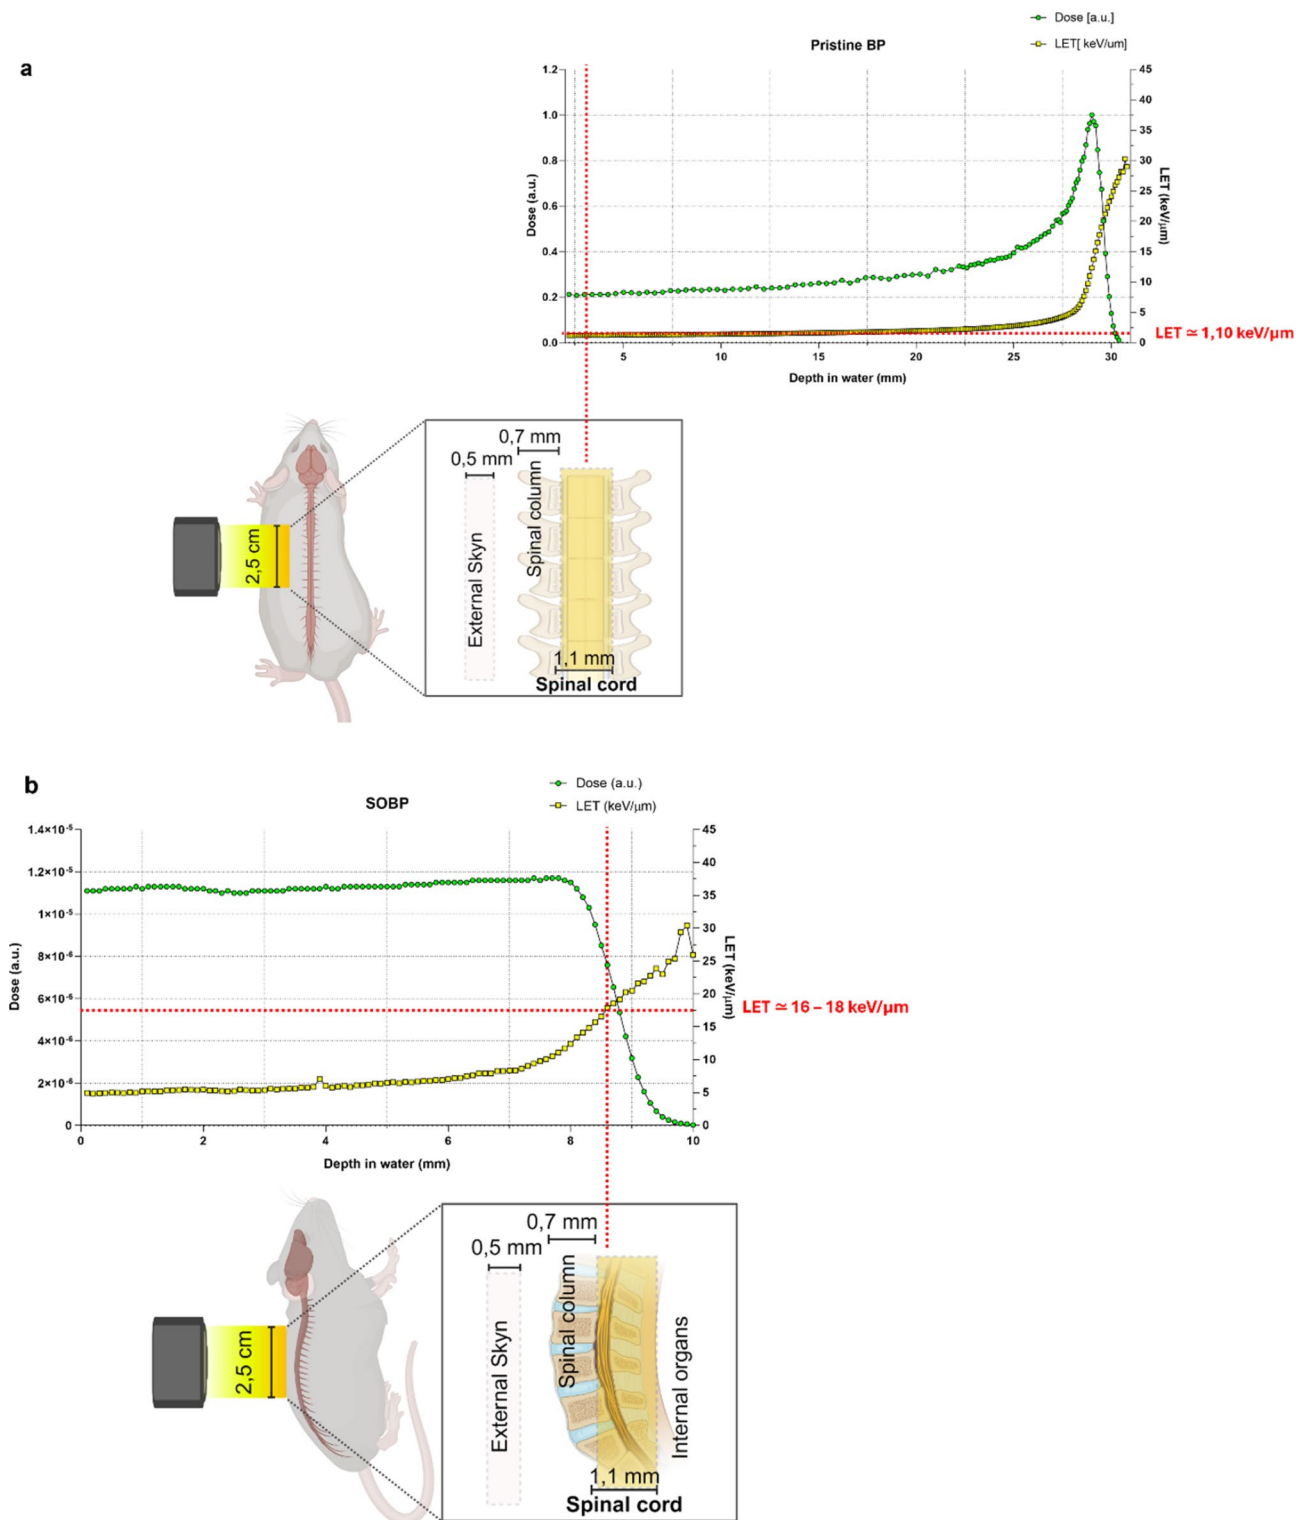 a
Pristine BP
Dose [a.u.]
LET[ keV/um]
1.2
1.0
0.8
0.6
0.4
0.2
0.0
Dose (a.u.)
45
40
35
30
25
20
15
10
5
0
LET (keV/μm)
LET ≃ 1,10 keV/μm
5 10 15 20 25 30
Depth in water (mm)
2,5 cm
0,7 mm
0,5 mm
External Skyn
Spinal column
1,1 mm
Spinal cord
b
SOBP
Dose (a.u.)
LET (keV/μm)
1.4×10⁻⁵
1.2×10⁻⁵
1×10⁻⁵
8×10⁻⁶
6×10⁻⁶
4×10⁻⁶
2×10⁻⁶
0
Dose (a.u.)
45
40
35
30
25
20
15
10
5
0
LET (keV/μm)
LET ≃ 16 – 18 keV/μm
0 2 4 6 8 10
Depth in water (mm)
2,5 cm
0,7 mm
0,5 mm
External Skyn
Spinal column
Internal organs
1,1 mm
Spinal cord